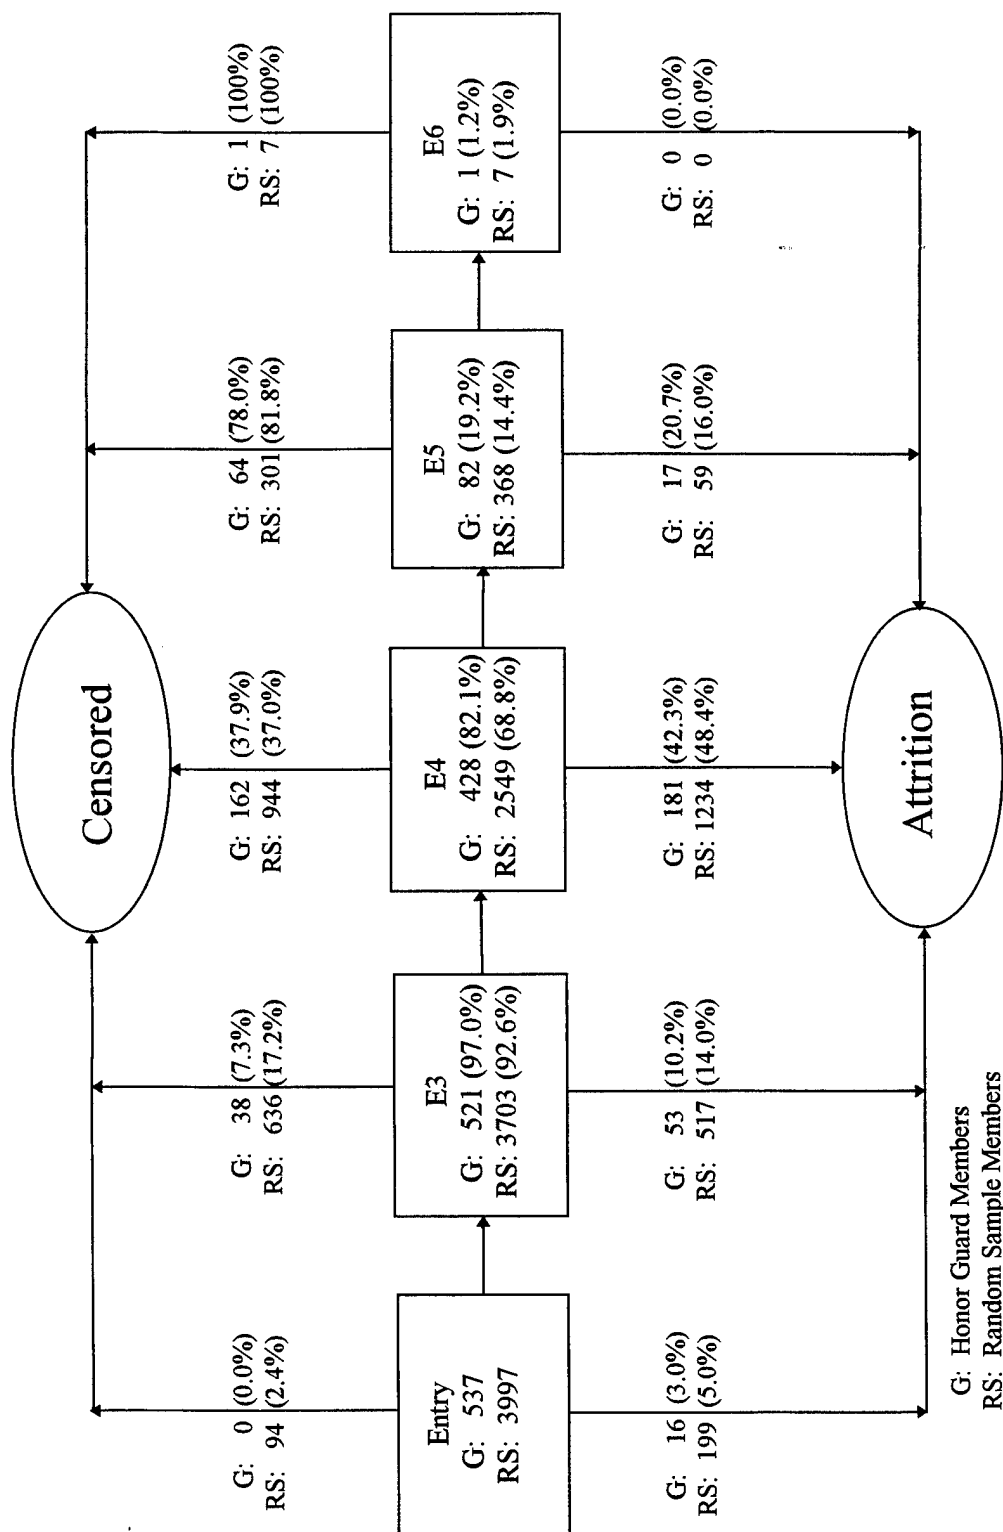 Censored
G: 0 (0.0%)
RS: 94 (2.4%)
G: 38 (7.3%)
RS: 636 (17.2%)
G: 162 (37.9%)
RS: 944 (37.0%)
G: 64 (78.0%)
RS: 301 (81.8%)
G: 1 (100%)
RS: 7 (100%)
Entry
G: 537
RS: 3997
E3
G: 521 (97.0%)
RS: 3703 (92.6%)
E4
G: 428 (82.1%)
RS: 2549 (68.8%)
E5
G: 82 (19.2%)
RS: 368 (14.4%)
E6
G: 1 (1.2%)
RS: 7 (1.9%)
G: 16 (3.0%)
RS: 199 (5.0%)
G: 53 (10.2%)
RS: 517 (14.0%)
G: 181 (42.3%)
RS: 1234 (48.4%)
G: 17 (20.7%)
RS: 59 (16.0%)
G: 0 (0.0%)
RS: 0 (0.0%)
Attrition
G: Honor Guard Members
RS: Random Sample Members